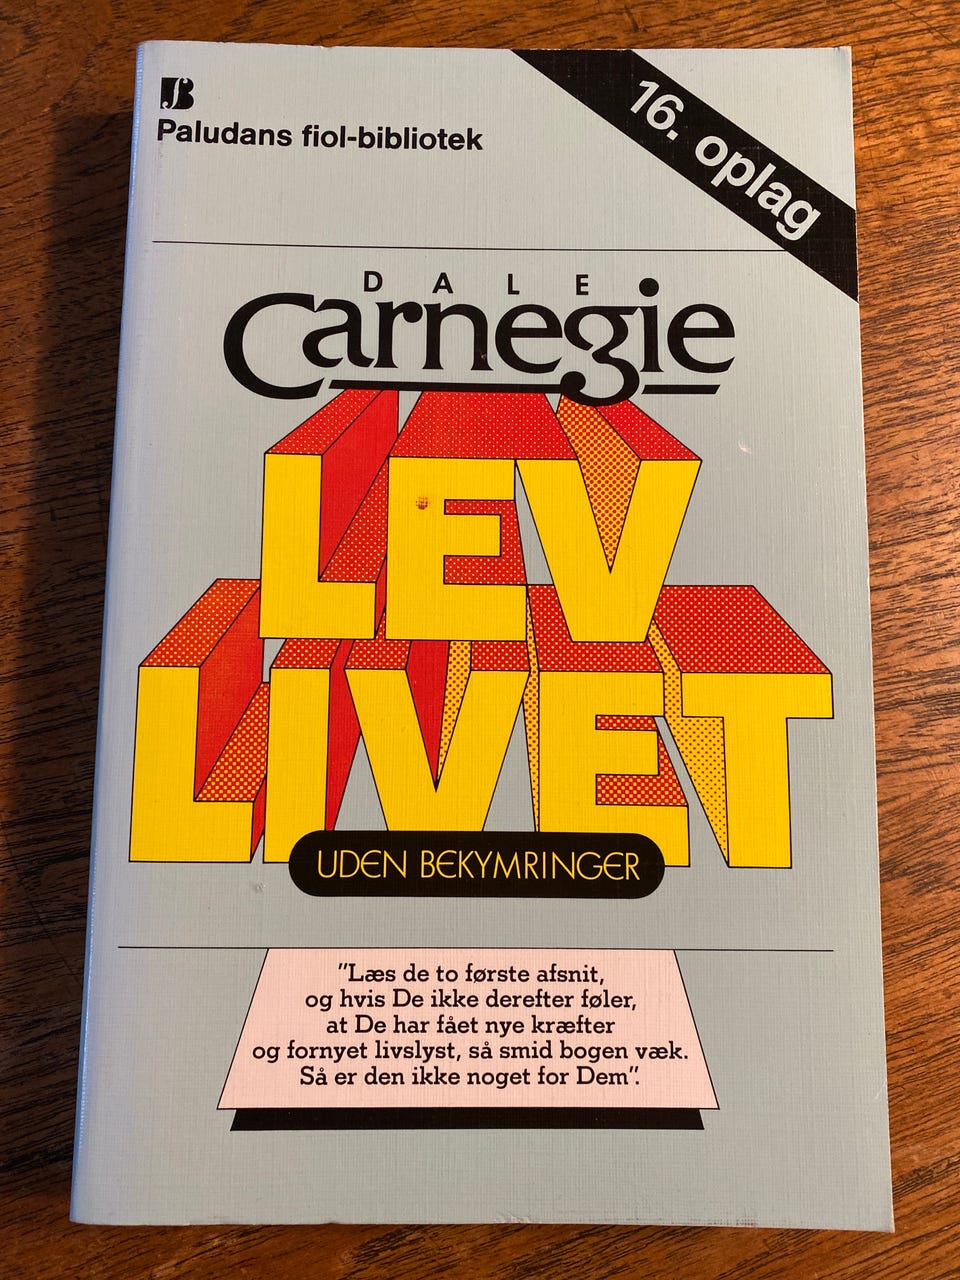 Paludans fiol-bibliotek
16. oplag
DALE
Carnegie
LEV
LIVET
UDEN BEKYMRINGER
"Læs de to første afsnit,
og hvis De ikke derefter føler,
at De har fået nye kræfter
og fornyet livslyst, så smid bogen væk.
Så er den ikke noget for Dem".